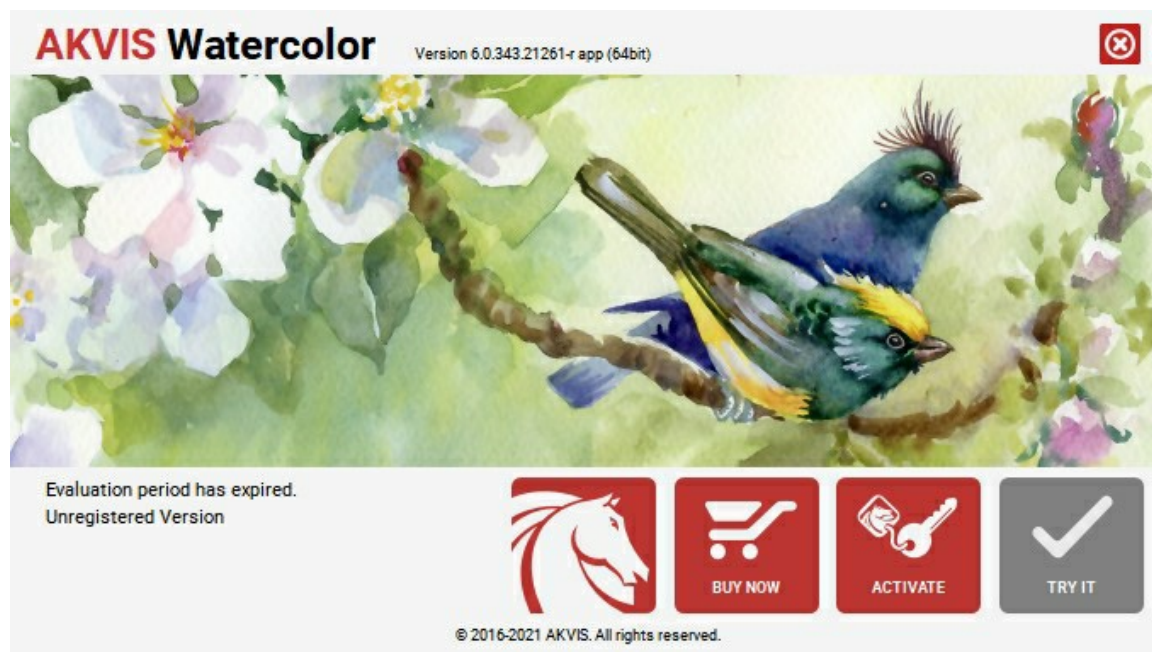 AKVIS Watercolor Version 6.0.343.21261-r app (64bit)
Evaluation period has expired.
Unregistered Version
BUY NOW
ACTIVATE
TRY IT
© 2016-2021 AKVIS. All rights reserved.